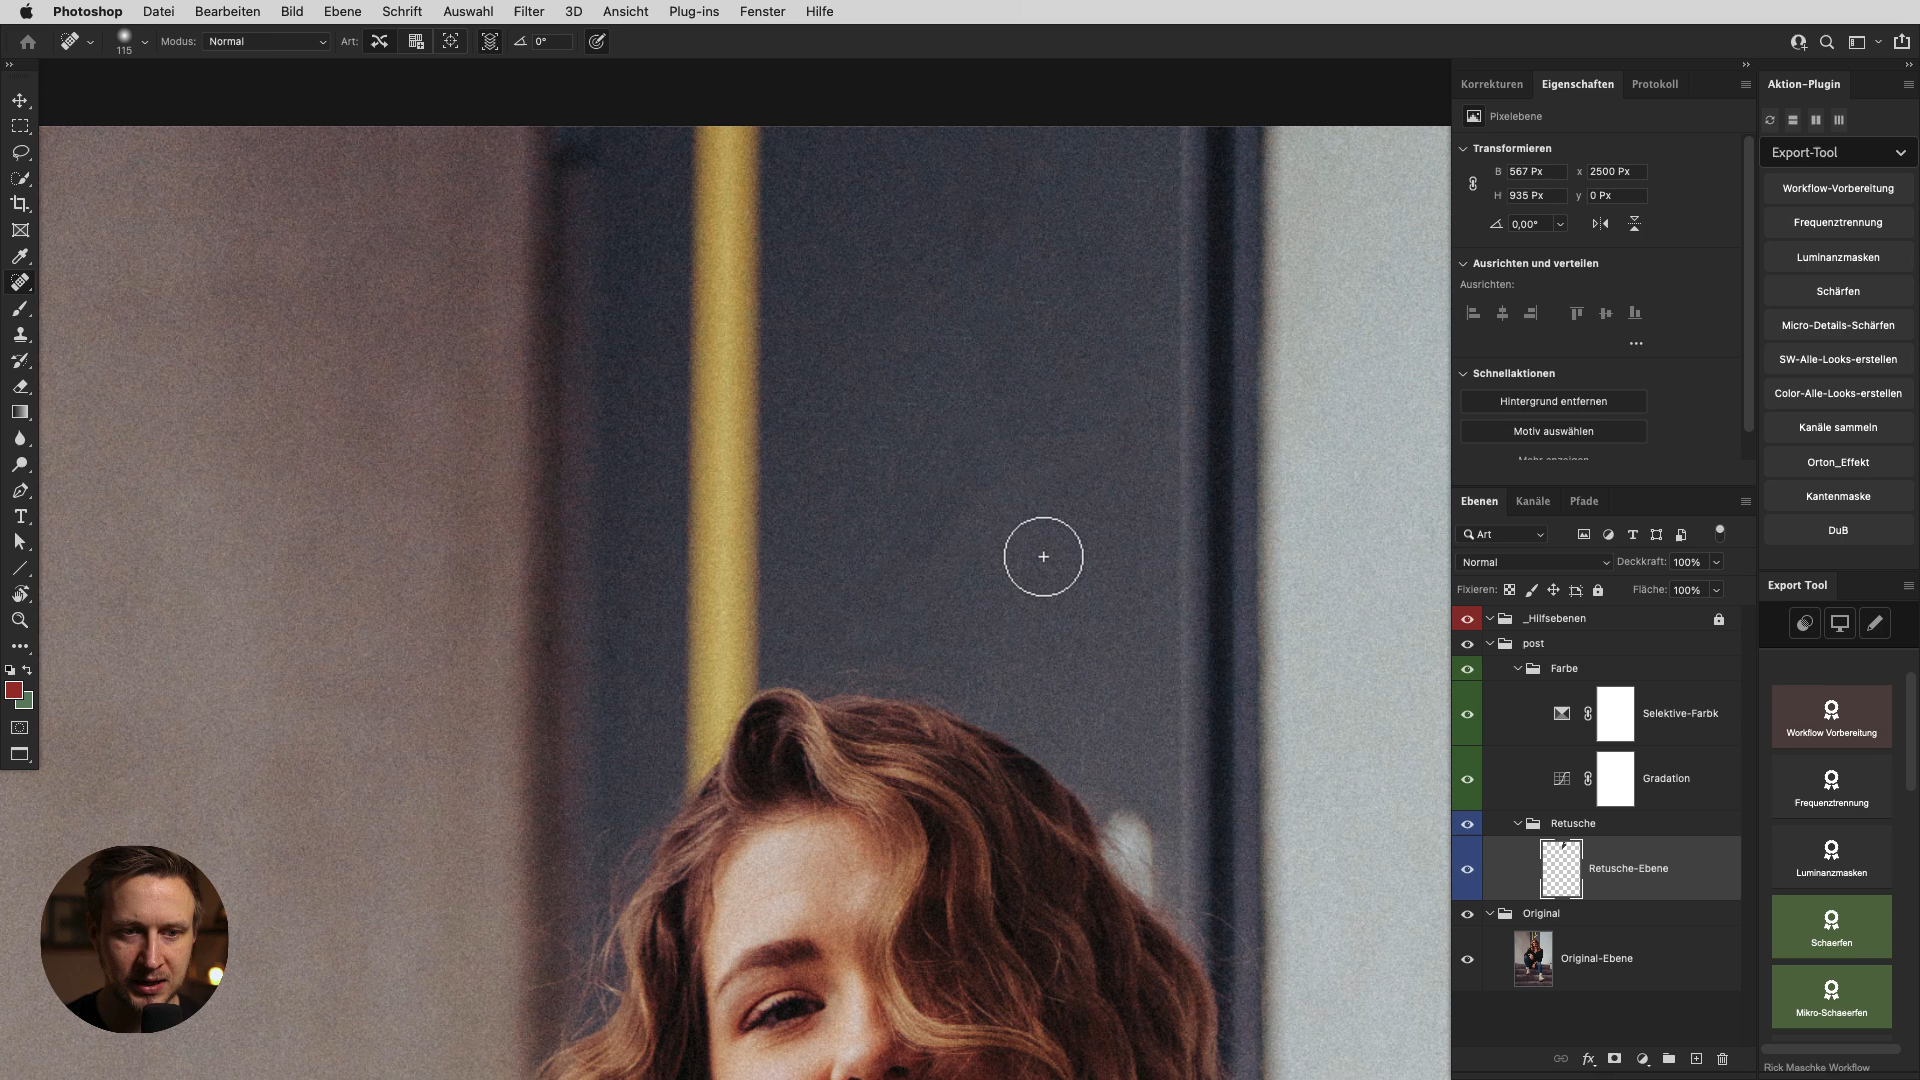 Photoshop Datei Bearbeiten Bild Ebene Schrift Auswahl Filter 3D Ansicht Plug-ins Fenster Hilfe
115 Modus: Normal Art: 0°
Korrekturen Eigenschaften Protokoll
Pixelebene
Transformieren
B 567 Px x 2500 Px
H 935 Px y 0 Px
0,00°
Ausrichten und verteilen
Ausrichten:
Schnellaktionen
Hintergrund entfernen
Motiv auswählen
Mehr anzeigen
Ebenen Kanäle Pfade
Art
Normal Deckkraft: 100%
Fixieren: Fläche: 100%
_Hilfsebenen
post
Farbe
Selektive-Farbk
Gradation
Retusche
Retusche-Ebene
Original
Original-Ebene
fx
Aktion-Plugin
Export-Tool
Workflow-Vorbereitung
Frequenztrennung
Luminanzmasken
Schärfen
Micro-Details-Schärfen
SW-Alle-Looks-erstellen
Color-Alle-Looks-erstellen
Kanäle sammeln
Orton_Effekt
Kantenmaske
DuB
Export Tool
Workflow Vorbereitung
Frequenztrennung
Luminanzmasken
Schaerfen
Mikro-Schaeerfen
Rick Maschke Workflow